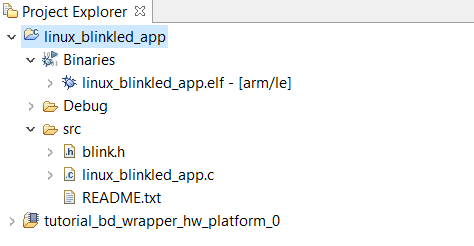 Project Explorer
linux_blinkled_app
Binaries
linux_blinkled_app.elf - [arm/le]
Debug
src
blink.h
linux_blinkled_app.c
README.txt
tutorial_bd_wrapper_hw_platform_0